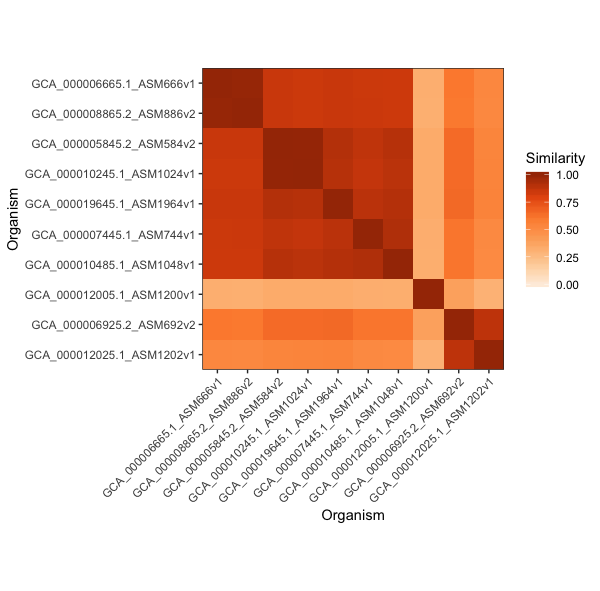 GCA_000006665.1_ASM666v1
GCA_000008865.2_ASM886v2
GCA_000005845.2_ASM584v2
GCA_000010245.1_ASM1024v1
GCA_000019645.1_ASM1964v1
GCA_000007445.1_ASM744v1
GCA_000010485.1_ASM1048v1
GCA_000012005.1_ASM1200v1
GCA_000006925.2_ASM692v2
GCA_000012025.1_ASM1202v1
Organism
Similarity
1.00
0.75
0.50
0.25
0.00
GCA_000006665.1_ASM666v1
GCA_000008865.2_ASM886v2
GCA_000005845.2_ASM584v2
GCA_000010245.1_ASM1024v1
GCA_000019645.1_ASM1964v1
GCA_000007445.1_ASM744v1
GCA_000010485.1_ASM1048v1
GCA_000012005.1_ASM1200v1
GCA_000006925.2_ASM692v2
GCA_000012025.1_ASM1202v1
Organism